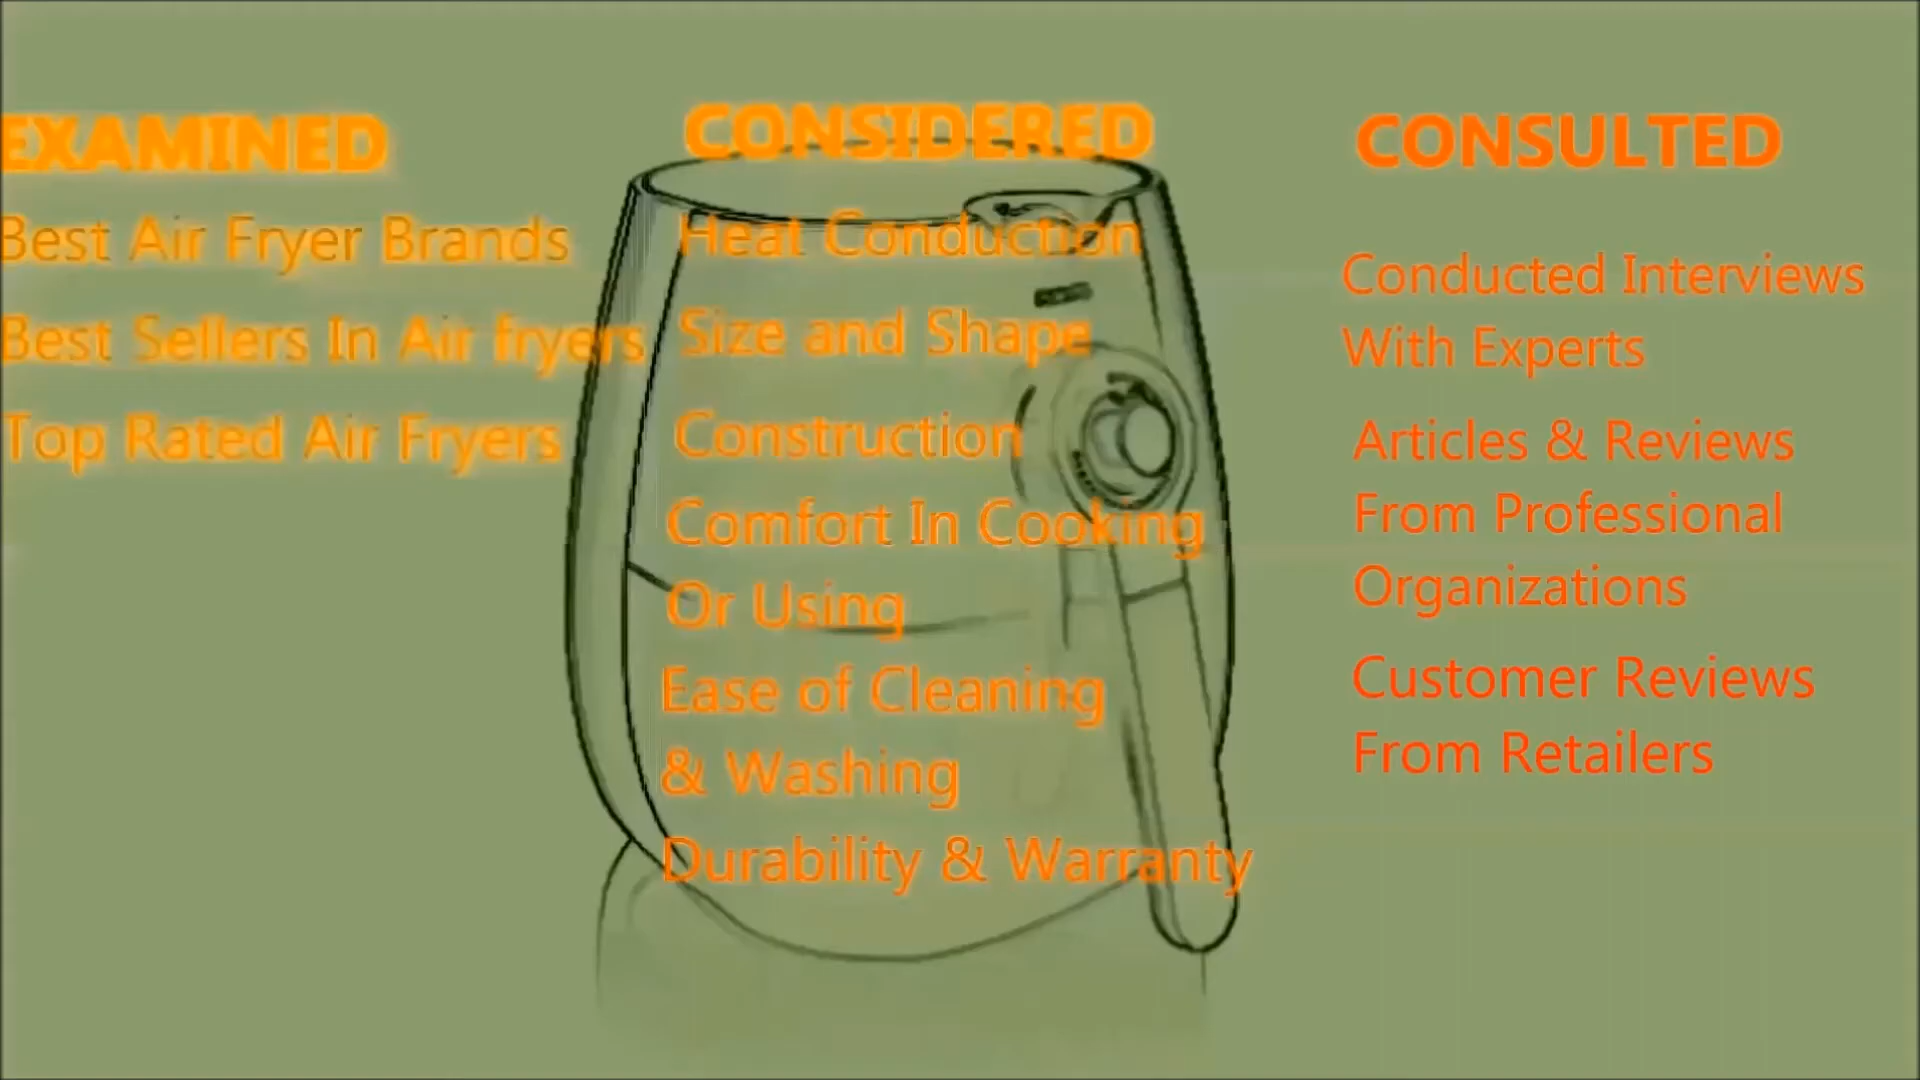 EXAMINED
Best Air Fryer Brands
Best Sellers In Air fryers
Top Rated Air Fryers
CONSIDERED
Heat Conduction
Size and Shape
Construction
Comfort In Cooking
Or Using
Ease of Cleaning
& Washing
Durability & Warranty
CONSULTED
Conducted Interviews
With Experts
Articles & Reviews
From Professional
Organizations
Customer Reviews
From Retailers